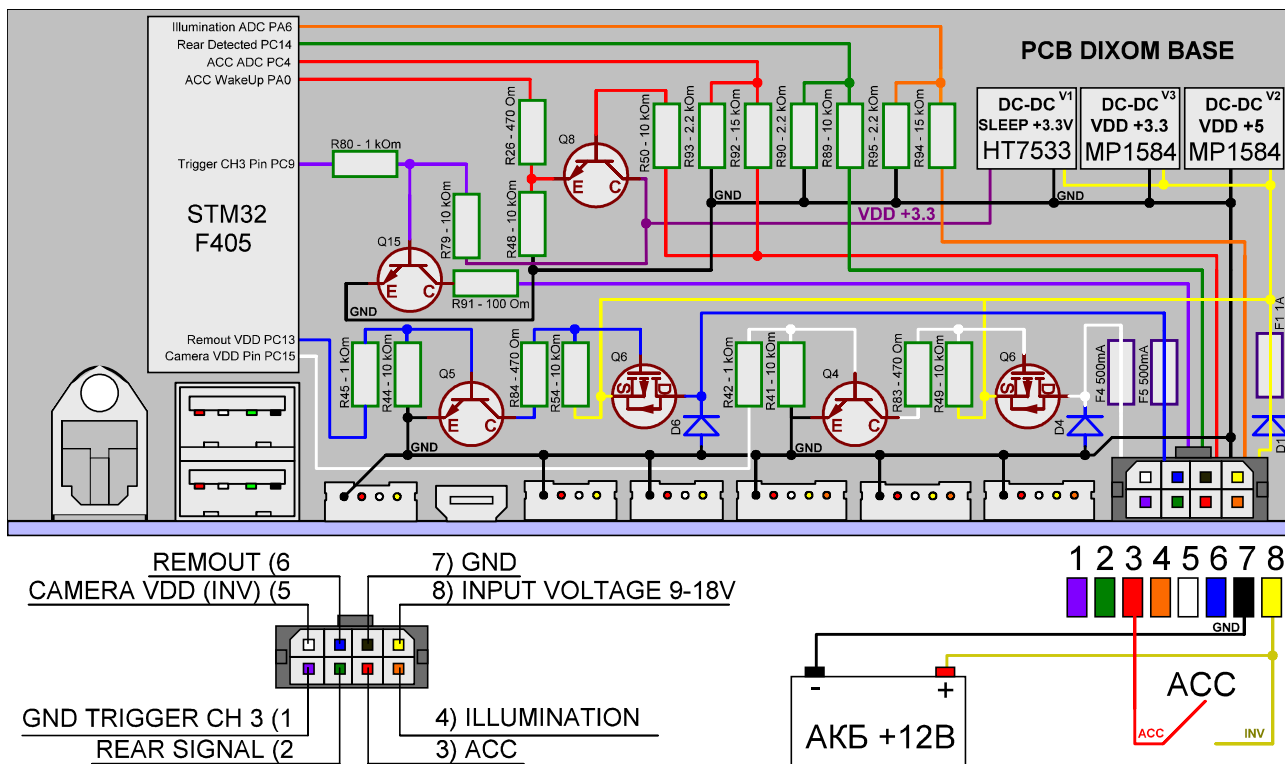 Illumination ADC PA6
Rear Detected PC14
ACC ADC PC4
ACC WakeUp PA0
Trigger CH3 Pin PC9
STM32
F405
Remout VDD PC13
Camera VDD Pin PC15
PCB DIXOM BASE
R80 - 1 kOm
R26 - 470 Om
R48 - 10 kOm
R79 - 10 kOm
Q8
E
C
R50 - 10 kOm
R93 - 2.2 kOm
R92 - 15 kOm
R90 - 2.2 kOm
R89 - 10 kOm
R95 - 2.2 kOm
R94 - 15 kOm
DC-DC V1
SLEEP +3.3V
HT7533
DC-DC V3
VDD +3.3
MP1584
DC-DC V2
VDD +5
MP1584
GND
GND
VDD +3.3
Q15
E
C
R91 - 100 Om
GND
R45 - 1 kOm
R44 - 10 kOm
Q5
E
C
R84 - 470 Om
R54 - 10 kOm
Q6
S
D
D6
R42 - 1 kOm
R41 - 10 kOm
Q4
E
C
R83 - 470 Om
R49 - 10 kOm
Q6
S
D
D4
F4 500mA
F5 500mA
F1 1A
D1
GND
GND
REMOUT (6
7) GND
CAMERA VDD (INV) (5
8) INPUT VOLTAGE 9-18V
GND TRIGGER CH 3 (1
4) ILLUMINATION
REAR SIGNAL (2
3) ACC
1 2 3 4 5 6 7 8
GND
- +
АКБ +12В
ACC
ACC
INV